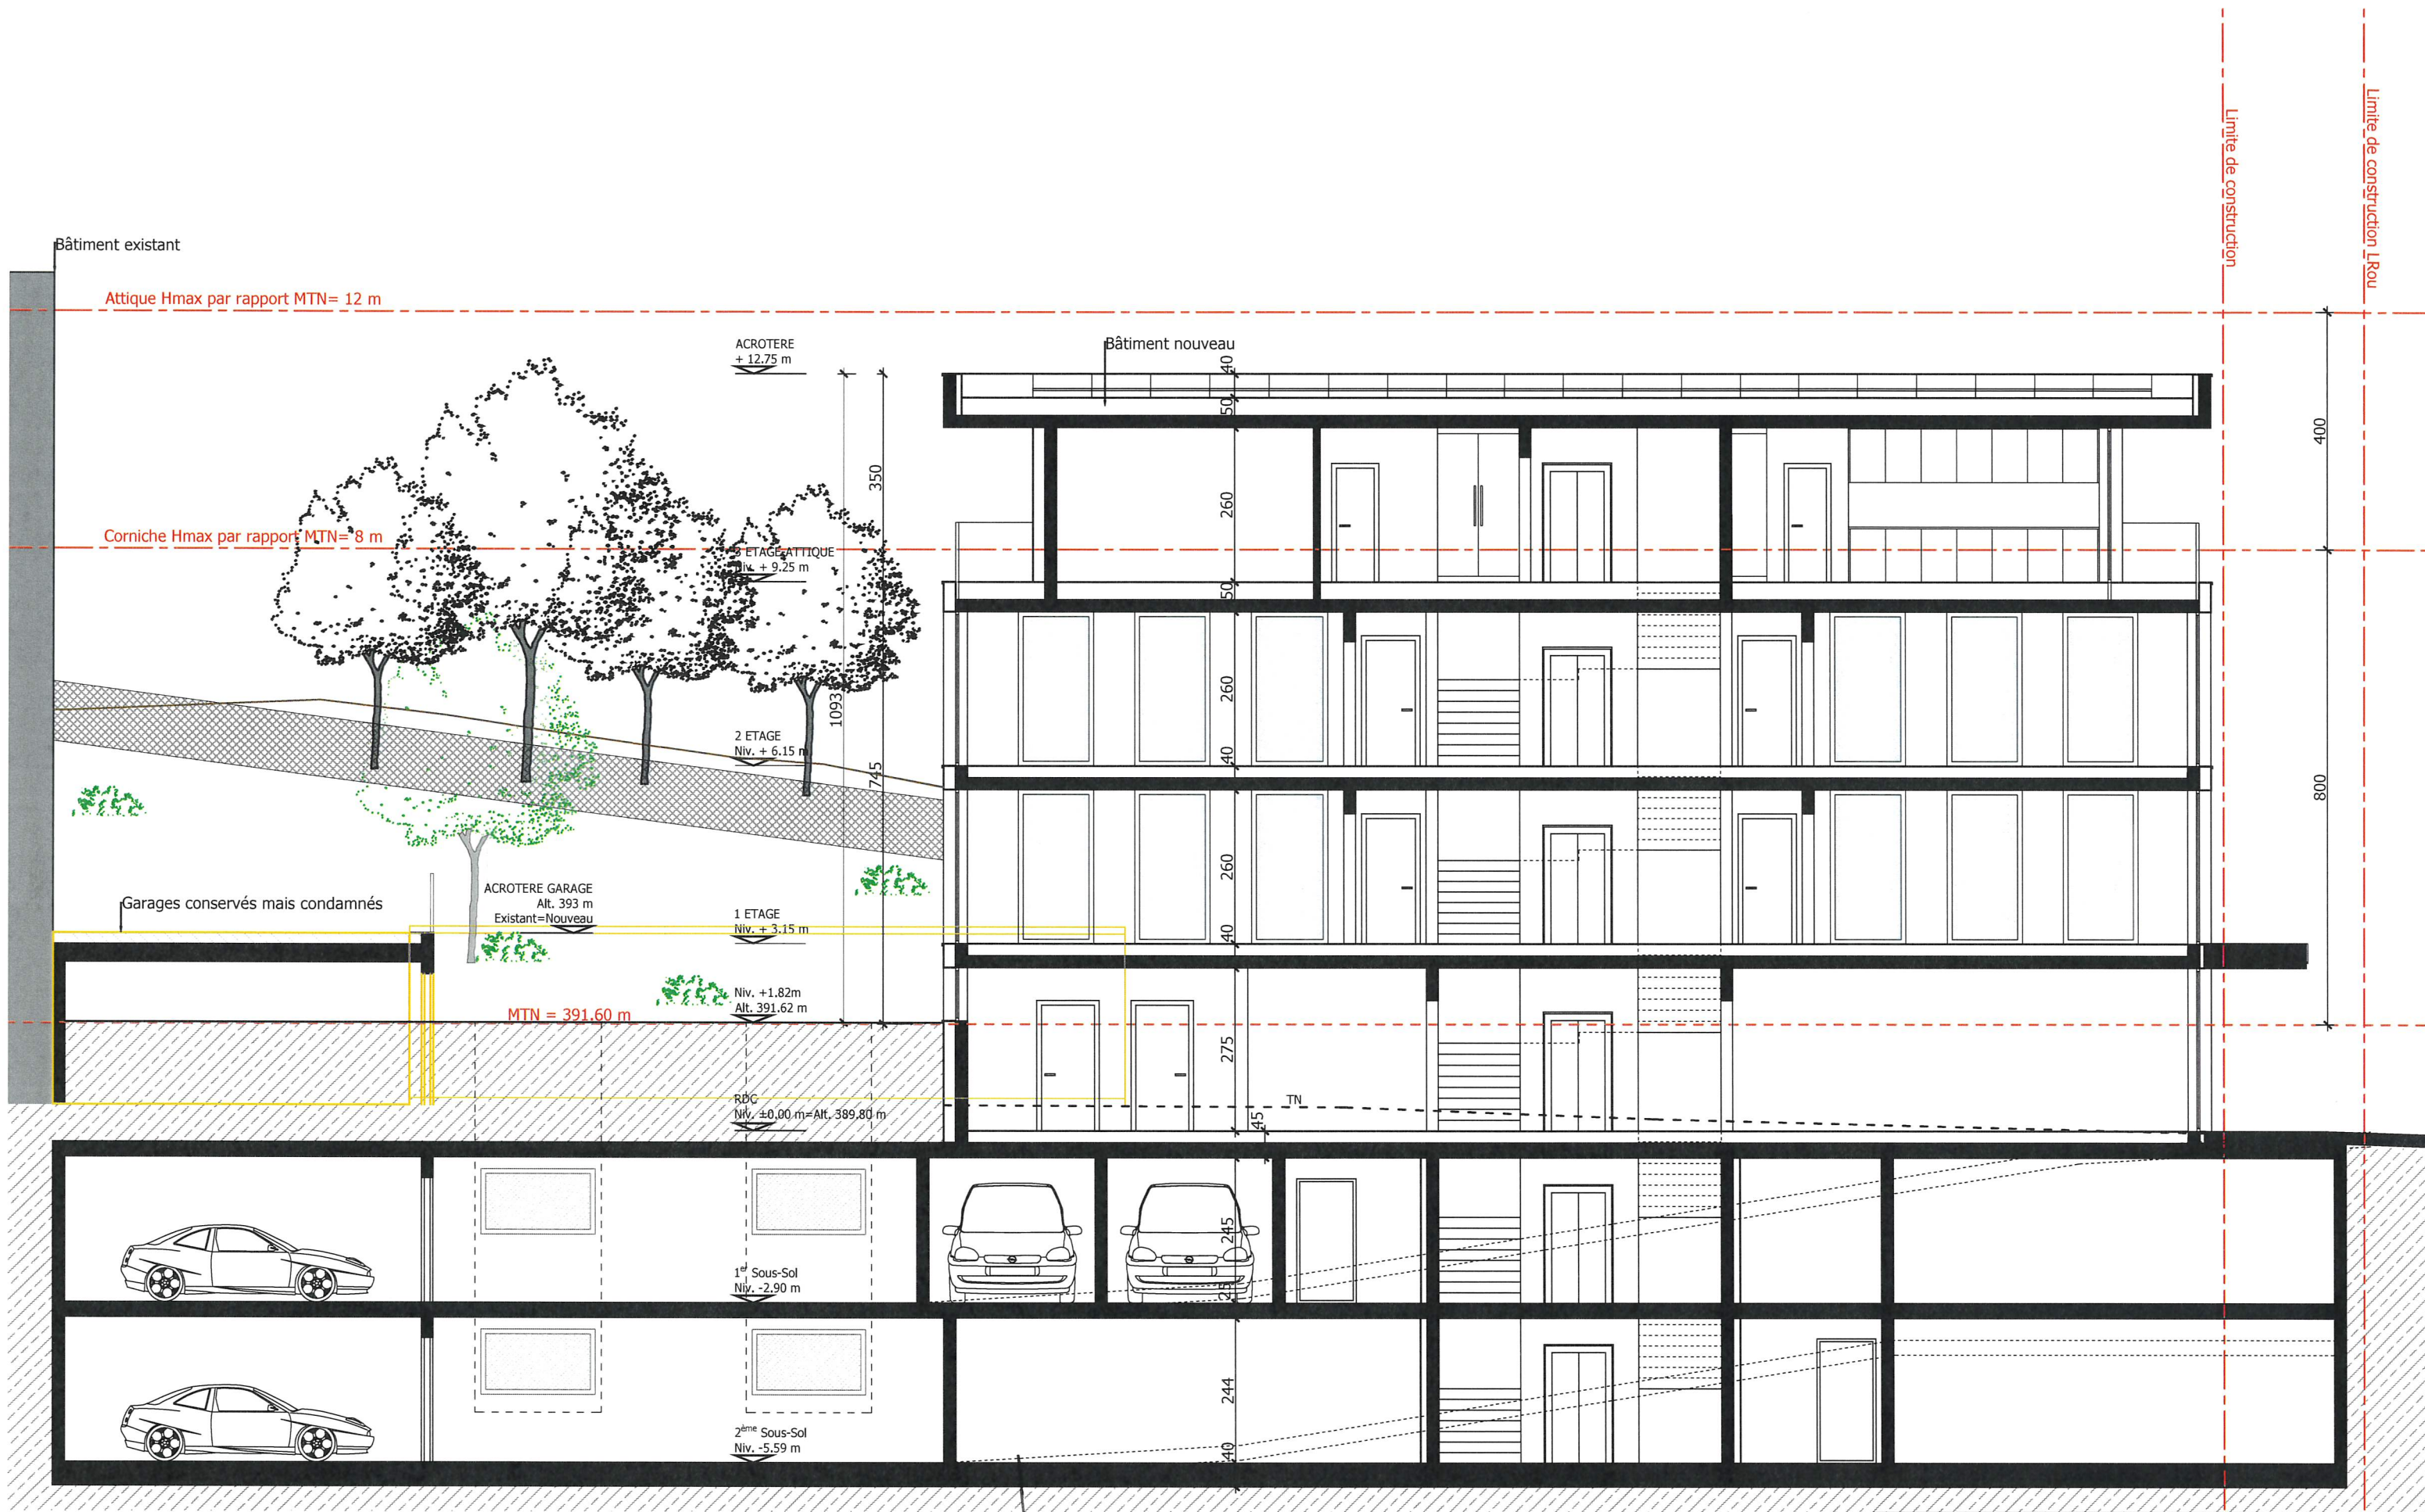 Limite de construction
Limite de construction LRou
Bâtiment existant
Attique Hmax par rapport MTN= 12 m
ACROTERE
+ 12.75 m
Bâtiment nouveau
40
50
350
260
400
Corniche Hmax par rapport MTN= 8 m
3 ETAGE ATTIQUE
Niv. + 9.25 m
50
1093
260
2 ETAGE
Niv. + 6.15 m
40
745
800
260
ACROTERE GARAGE
Alt. 393 m
Existant=Nouveau
Garages conservés mais condamnés
1 ETAGE
Niv. + 3.15 m
40
Niv. +1.82m
Alt. 391.62 m
MTN = 391.60 m
275
RDC
Niv. ±0.00 m=Alt. 389.80 m
TN
45
245
1er Sous-Sol
Niv. -2.90 m
25
244
2ème Sous-Sol
Niv. -5.59 m
40